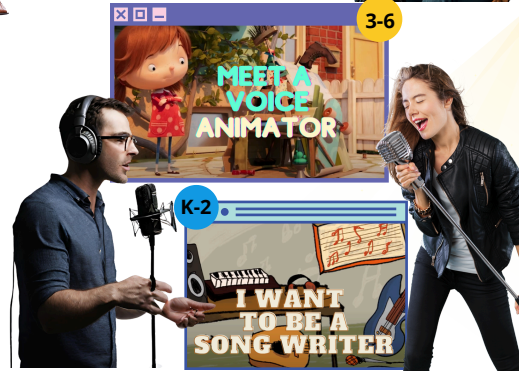 3-6
MEET A
VOICE
ANIMATOR
K-2
I WANT
TO BE A
SONG WRITER